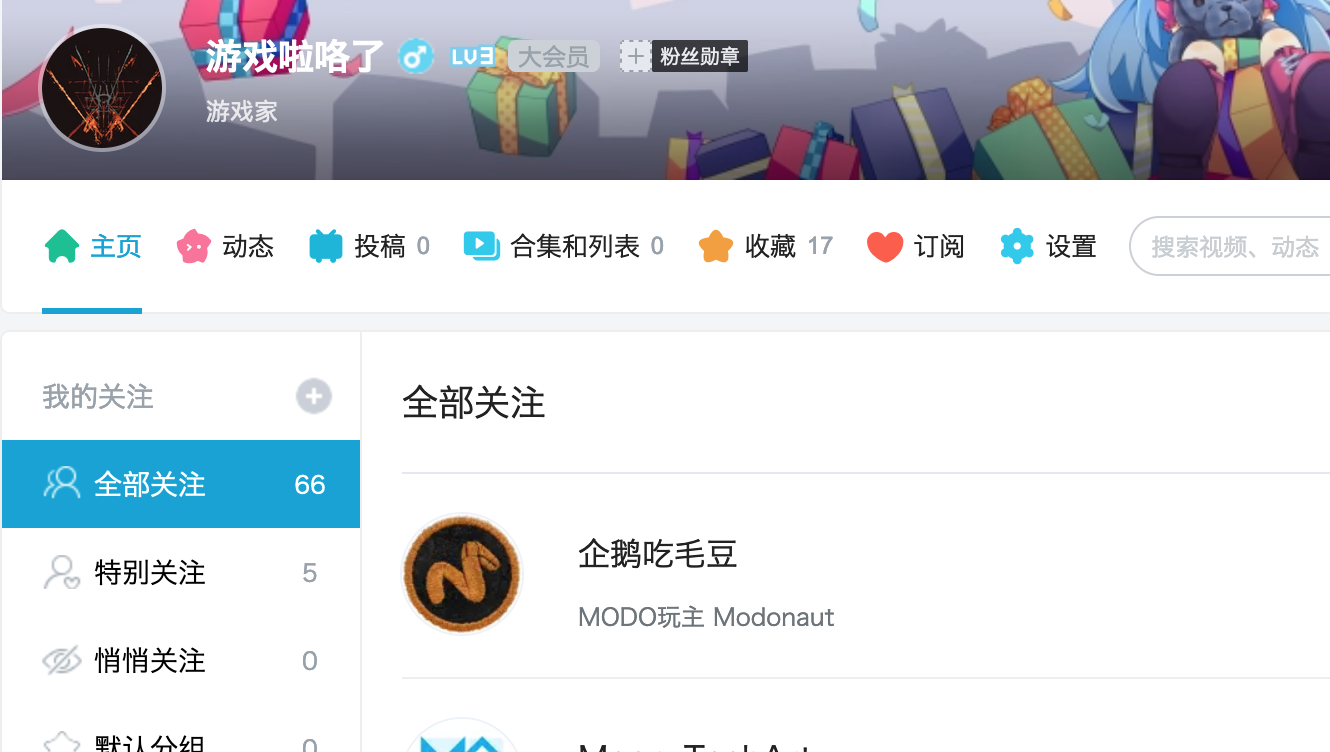 游戏啦咯了 LV3 大会员 + 粉丝勋章
游戏家
主页 动态 投稿 0 合集和列表 0 收藏 17 订阅 设置 搜索视频、动态
我的关注
全部关注
全部关注 66
企鹅吃毛豆
特别关注 5
MODO玩主 Modonaut
悄悄关注 0
默认分组 0